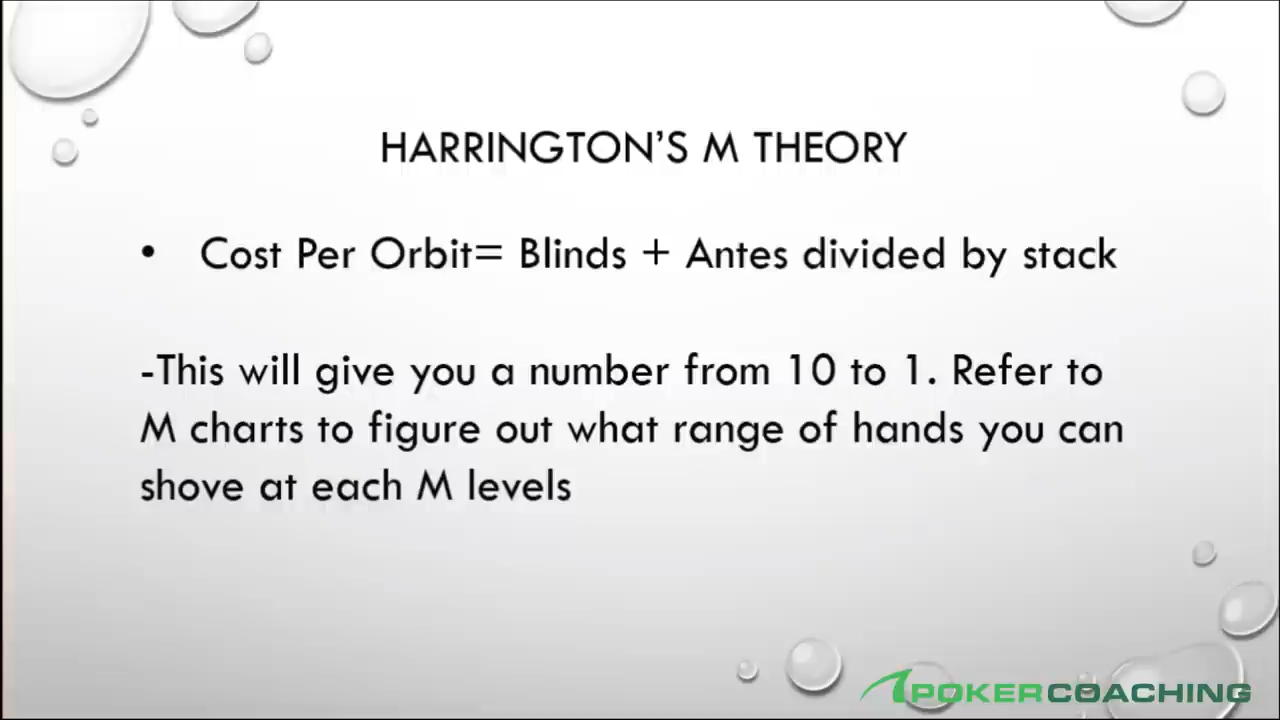 HARRINGTON'S M THEORY
• Cost Per Orbit= Blinds + Antes divided by stack
-This will give you a number from 10 to 1. Refer to
M charts to figure out what range of hands you can
shove at each M levels
POKERCOACHING